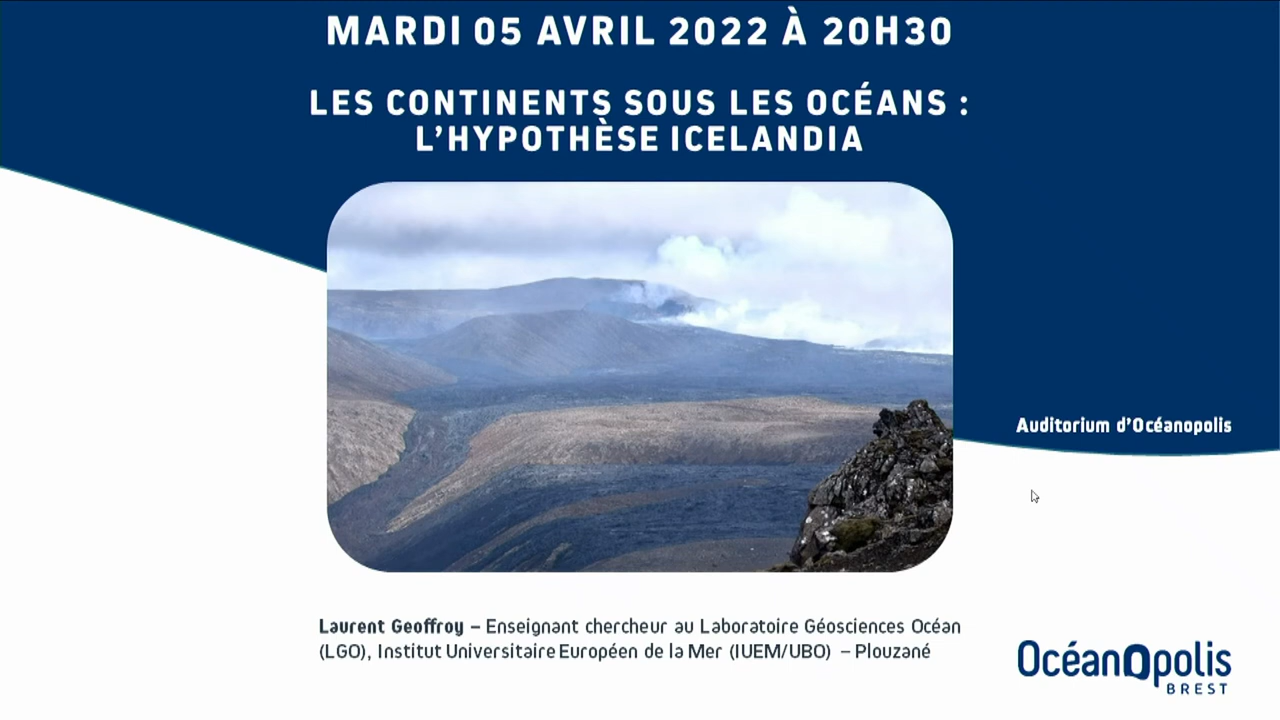 MARDI 05 AVRIL 2022 À 20H30
LES CONTINENTS SOUS LES OCÉANS :
L'HYPOTHÈSE ICELANDIA
Auditorium d'Océanopolis
Laurent Geoffroy – Enseignant chercheur au Laboratoire Géosciences Océan
(LGO), Institut Universitaire Européen de la Mer (IUEM/UBO) – Plouzané
OcéanOpolis
BREST